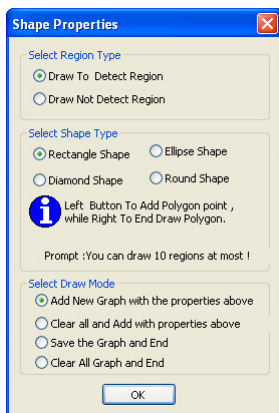 Shape Properties
Select Region Type
Draw To Detect Region
Draw Not Detect Region
Select Shape Type
Rectangle Shape
Ellipse Shape
Diamond Shape
Round Shape
Left Button To Add Polygon point ,
while Right To End Draw Polygon.
Prompt :You can draw 10 regions at most !
Select Draw Mode
Add New Graph with the properties above
Clear all and Add with properties above
Save the Graph and End
Clear All Graph and End
OK